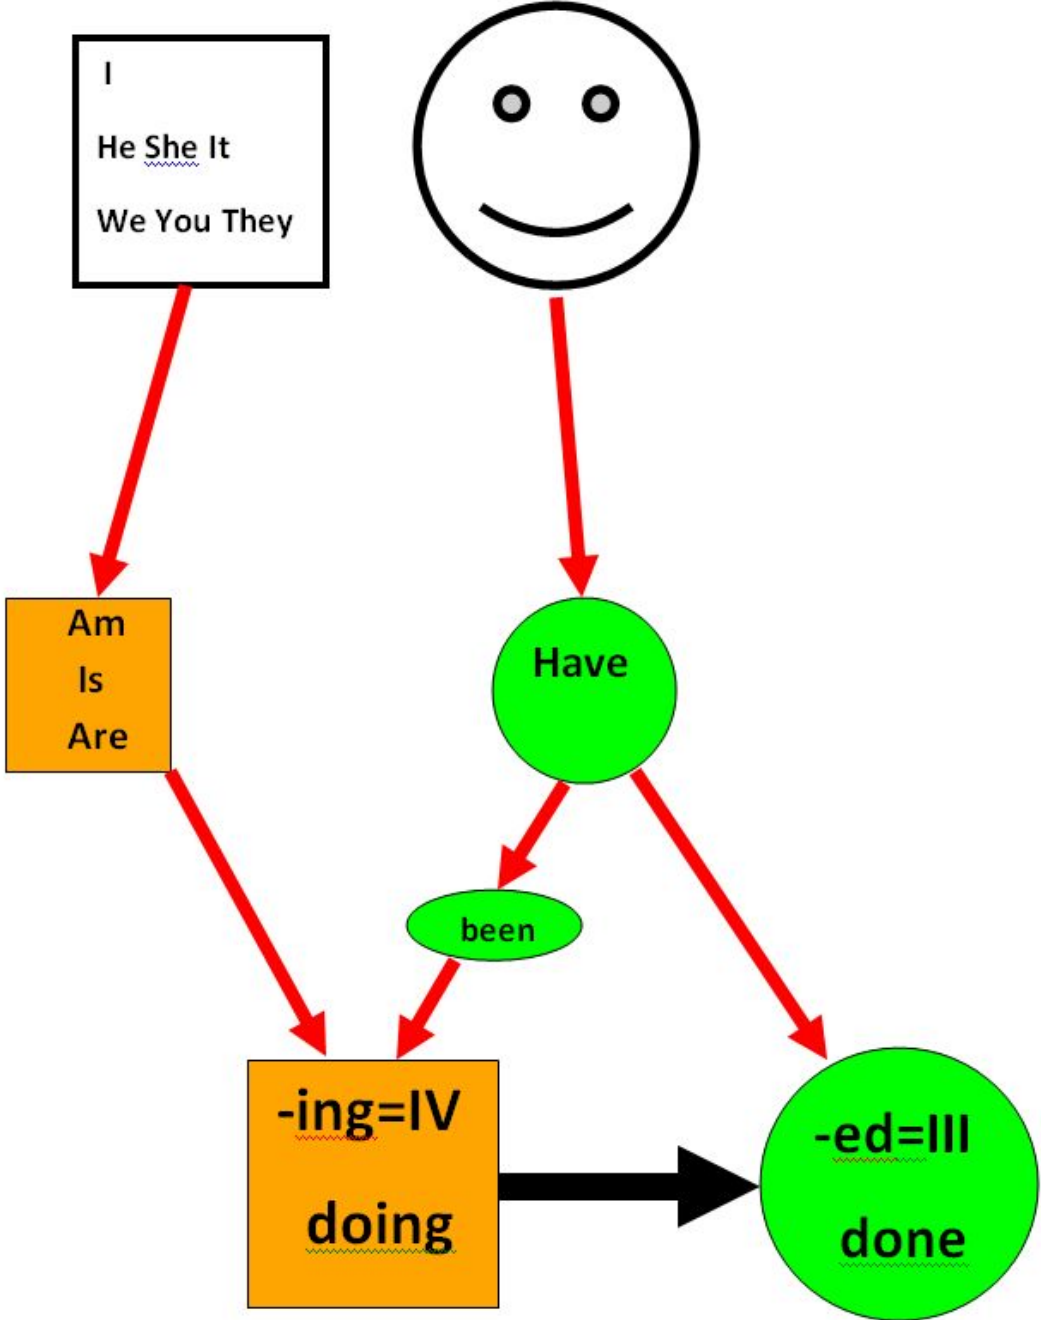 I
He She It
We You They
Am
Is
Are
Have
been
-ing=IV
doing
-ed=III
done